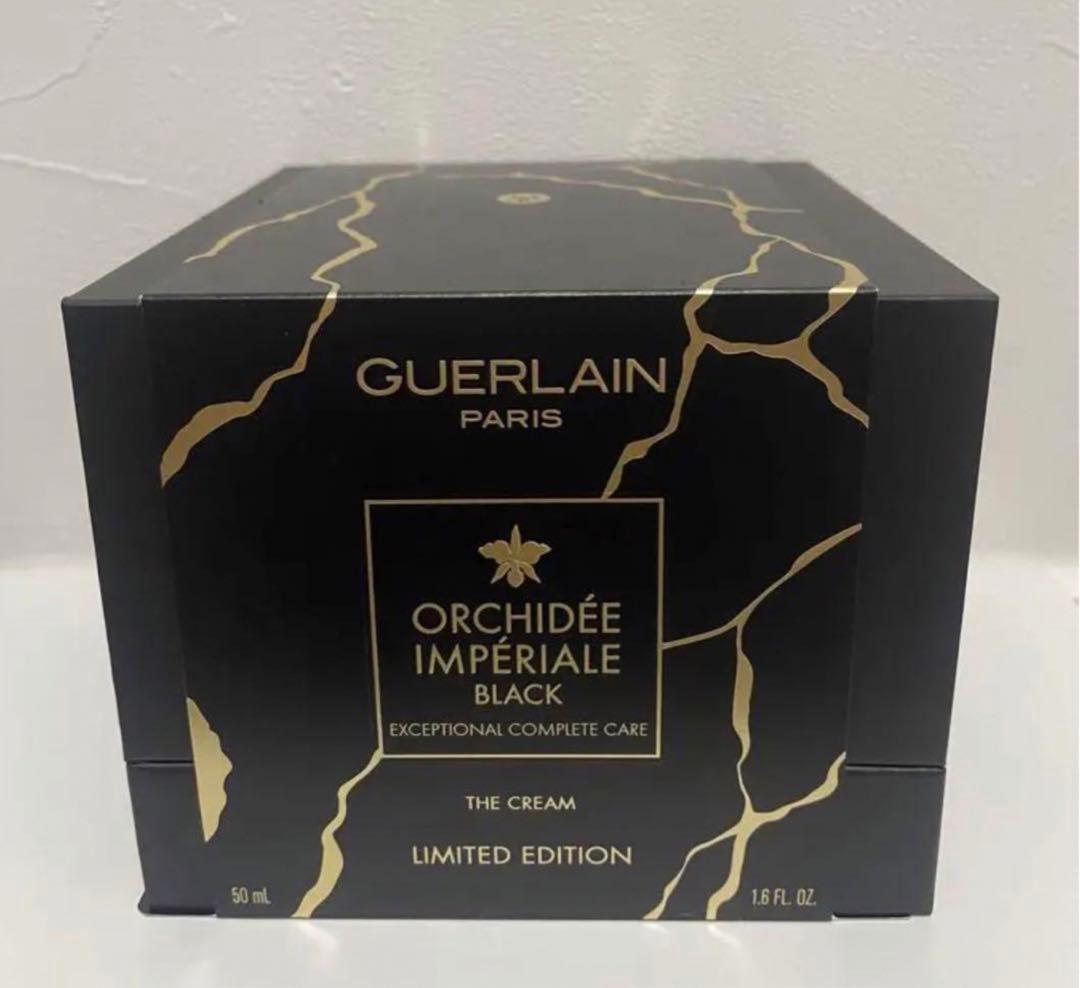 GUERLAIN
PARIS
ORCHIDÉE
IMPÉRIALE
BLACK
EXCEPTIONAL COMPLETE CARE
THE CREAM
LIMITED EDITION
50 mL
1.6 FL. OZ.